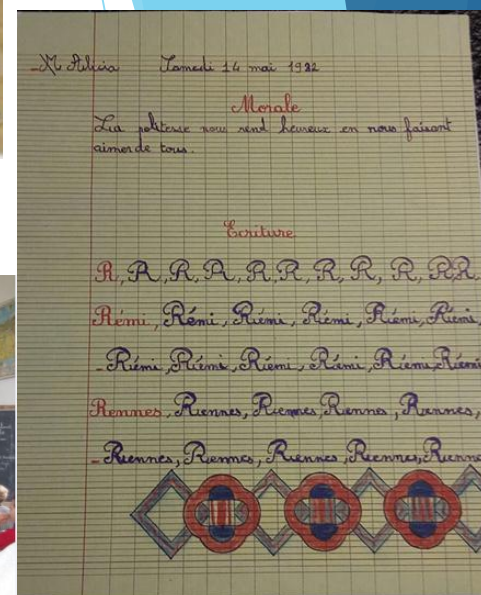 Alicia Samedi 14 mai 1922
Morale
La politesse nous rend heureux en nous faisant
aimer de tous.
Ecriture
R, R, R, R, R, R, R, R, R, R, R.
Rémi, Rémi, Rémi, Rémi, Rémi, Rémi
- Rémi, Rémi, Rémi, Rémi, Rémi, Rémi
Rennes, Rennes, Rennes, Rennes, Rennes,
- Rennes, Rennes, Rennes, Rennes, Rennes